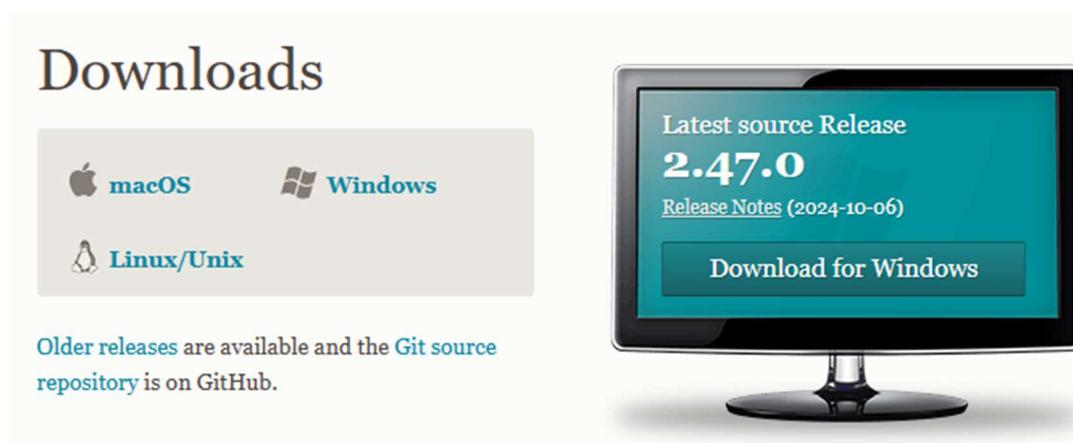 Downloads
macOS
Windows
Linux/Unix
Older releases are available and the Git source
repository is on GitHub.
Latest source Release
2.47.0
Release Notes (2024-10-06)
Download for Windows